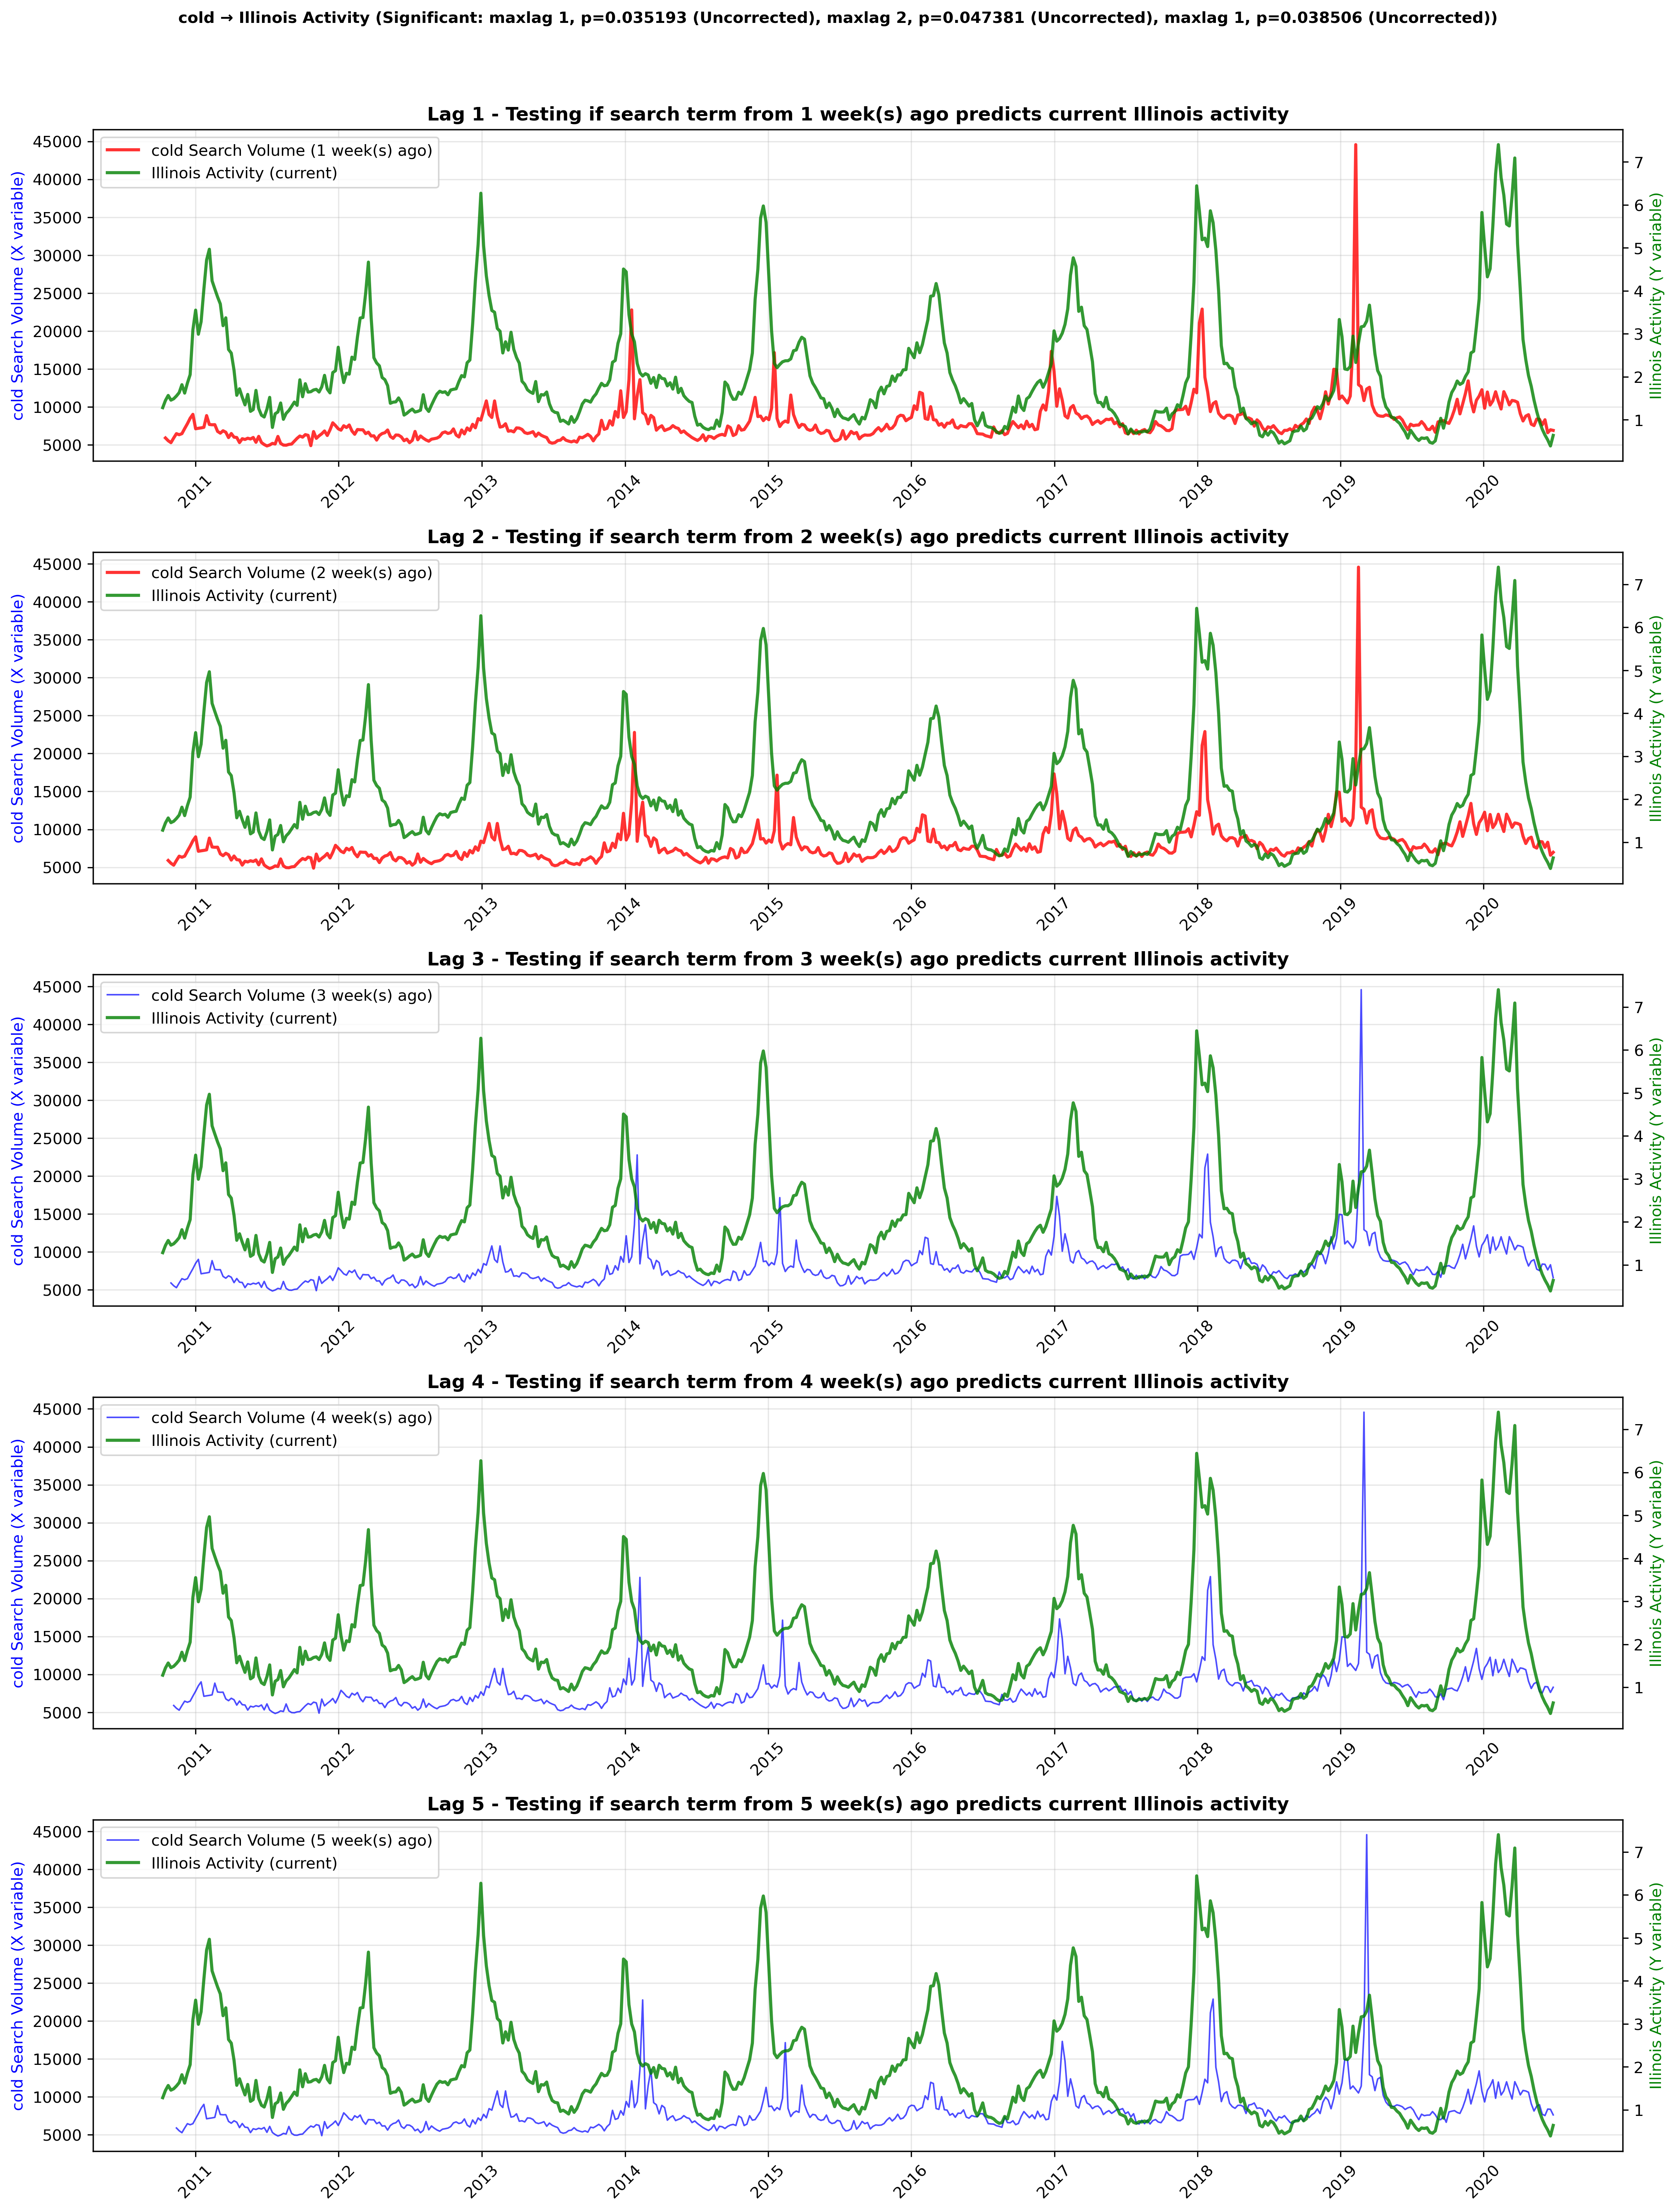 cold → Illinois Activity (Significant: maxlag 1, p=0.035193 (Uncorrected), maxlag 2, p=0.047381 (Uncorrected), maxlag 1, p=0.038506 (Uncorrected))
Lag 1 - Testing if search term from 1 week(s) ago predicts current Illinois activity
cold Search Volume (X variable)
45000
40000
35000
30000
25000
20000
15000
10000
5000
cold Search Volume (1 week(s) ago)
Illinois Activity (current)
7
6
5
4
3
2
1
Illinois Activity (Y variable)
2011 2012 2013 2014 2015 2016 2017 2018 2019 2020
Lag 2 - Testing if search term from 2 week(s) ago predicts current Illinois activity
cold Search Volume (X variable)
45000
40000
35000
30000
25000
20000
15000
10000
5000
cold Search Volume (2 week(s) ago)
Illinois Activity (current)
7
6
5
4
3
2
1
Illinois Activity (Y variable)
2011 2012 2013 2014 2015 2016 2017 2018 2019 2020
Lag 3 - Testing if search term from 3 week(s) ago predicts current Illinois activity
cold Search Volume (X variable)
45000
40000
35000
30000
25000
20000
15000
10000
5000
cold Search Volume (3 week(s) ago)
Illinois Activity (current)
7
6
5
4
3
2
1
Illinois Activity (Y variable)
2011 2012 2013 2014 2015 2016 2017 2018 2019 2020
Lag 4 - Testing if search term from 4 week(s) ago predicts current Illinois activity
cold Search Volume (X variable)
45000
40000
35000
30000
25000
20000
15000
10000
5000
cold Search Volume (4 week(s) ago)
Illinois Activity (current)
7
6
5
4
3
2
1
Illinois Activity (Y variable)
2011 2012 2013 2014 2015 2016 2017 2018 2019 2020
Lag 5 - Testing if search term from 5 week(s) ago predicts current Illinois activity
cold Search Volume (X variable)
45000
40000
35000
30000
25000
20000
15000
10000
5000
cold Search Volume (5 week(s) ago)
Illinois Activity (current)
7
6
5
4
3
2
1
Illinois Activity (Y variable)
2011 2012 2013 2014 2015 2016 2017 2018 2019 2020